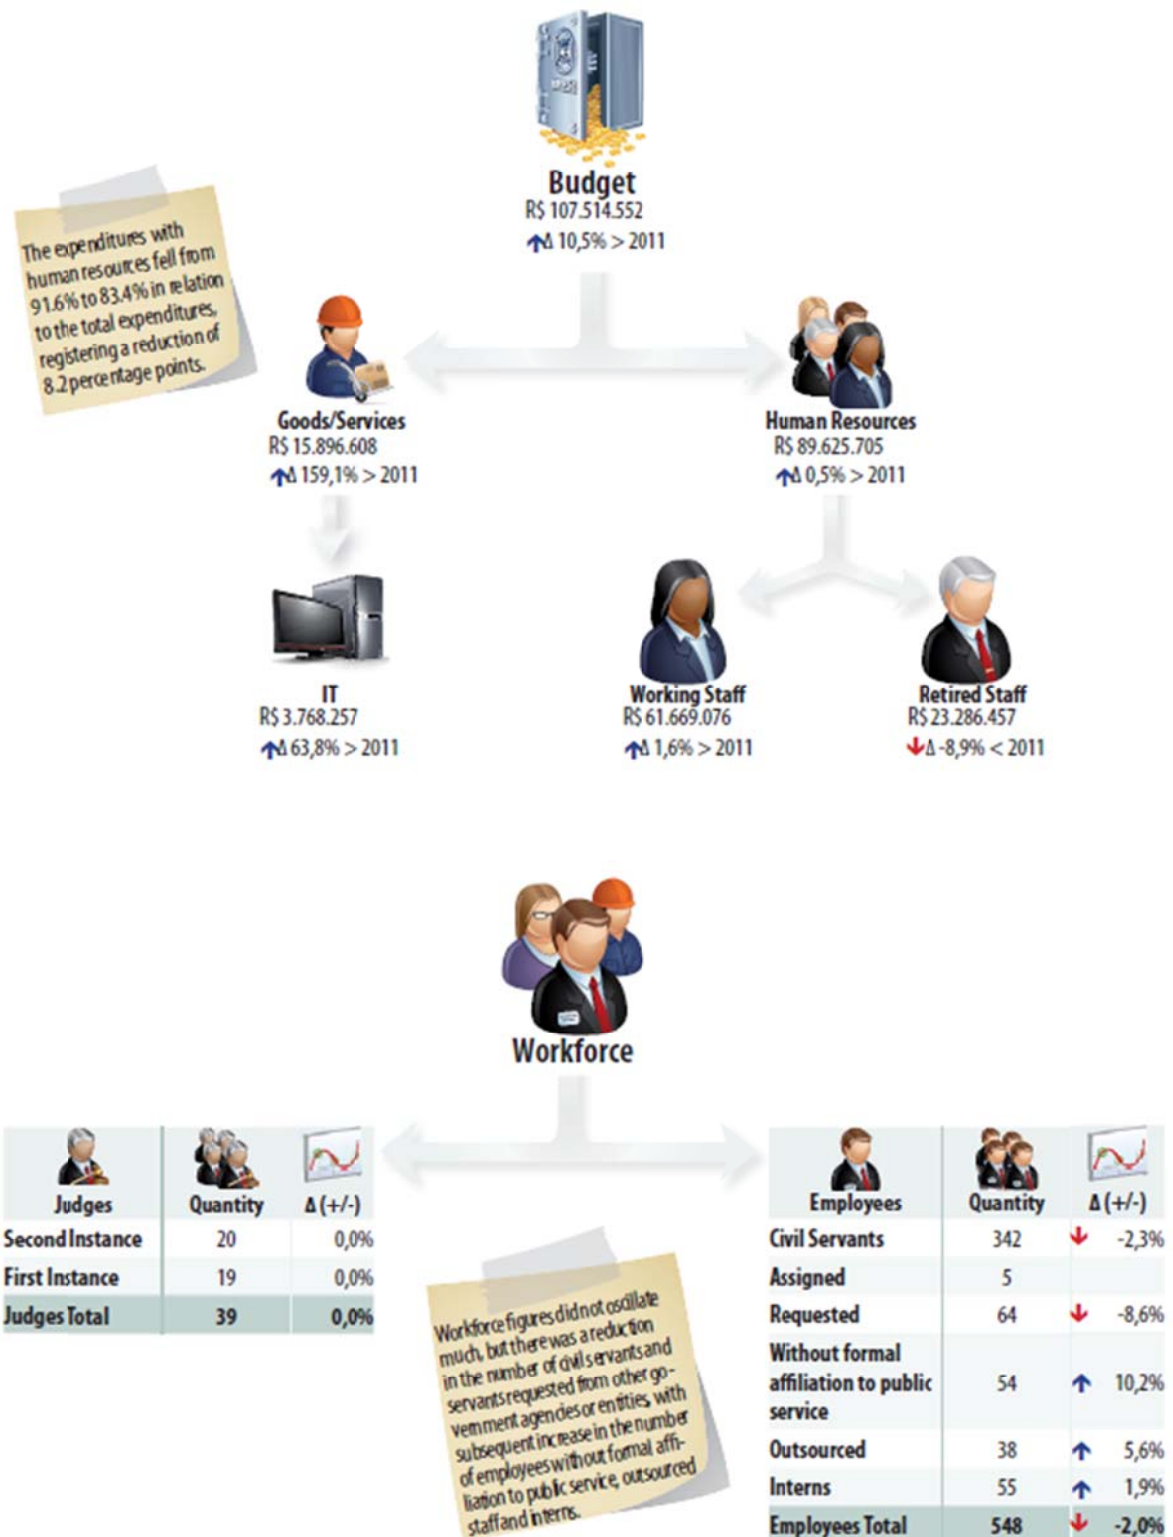 Budget
R$ 107.514.552
Δ 10,5% > 2011
The expenditures with
human resources fell from
91.6% to 83.4% in relation
to the total expenditures,
registering a reduction of
8.2 percentage points.
Goods/Services
R$ 15.896.608
Δ 159,1% > 2011
Human Resources
R$ 89.625.705
Δ 0,5% > 2011
IT
R$ 3.768.257
Δ 63,8% > 2011
Working Staff
R$ 61.669.076
Δ 1,6% > 2011
Retired Staff
R$ 23.286.457
Δ -8,9% < 2011
Workforce
Judges Quantity Δ (+/-)
Second Instance 20 0,0%
First Instance 19 0,0%
Judges Total 39 0,0%
Workforce figures did not oscillate
much, but there was a reduction
in the number of civil servants and
servants requested from other go-
vernment agencies or entities, with
subsequent increase in the number
of employees without formal affi-
liation to public service, outsourced
staff and interns.
Employees Quantity Δ (+/-)
Civil Servants 342 -2,3%
Assigned 5
Requested 64 -8,6%
Without formal
affiliation to public 54 10,2%
service
Outsourced 38 5,6%
Interns 55 1,9%
Employees Total 548 -2,0%